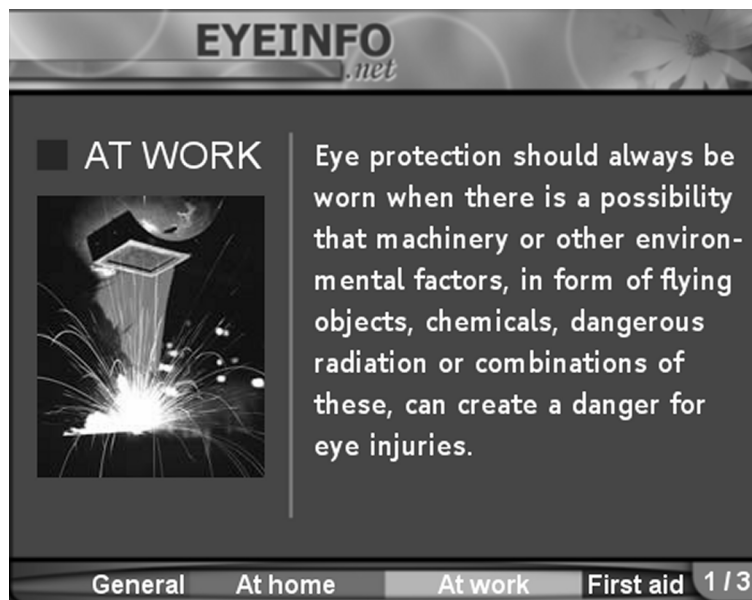 EYEINFO
.net
AT WORK
Eye protection should always be
worn when there is a possibility
that machinery or other environ-
mental factors, in form of flying
objects, chemicals, dangerous
radiation or combinations of
these, can create a danger for
eye injuries.
General At home At work First aid 1/3